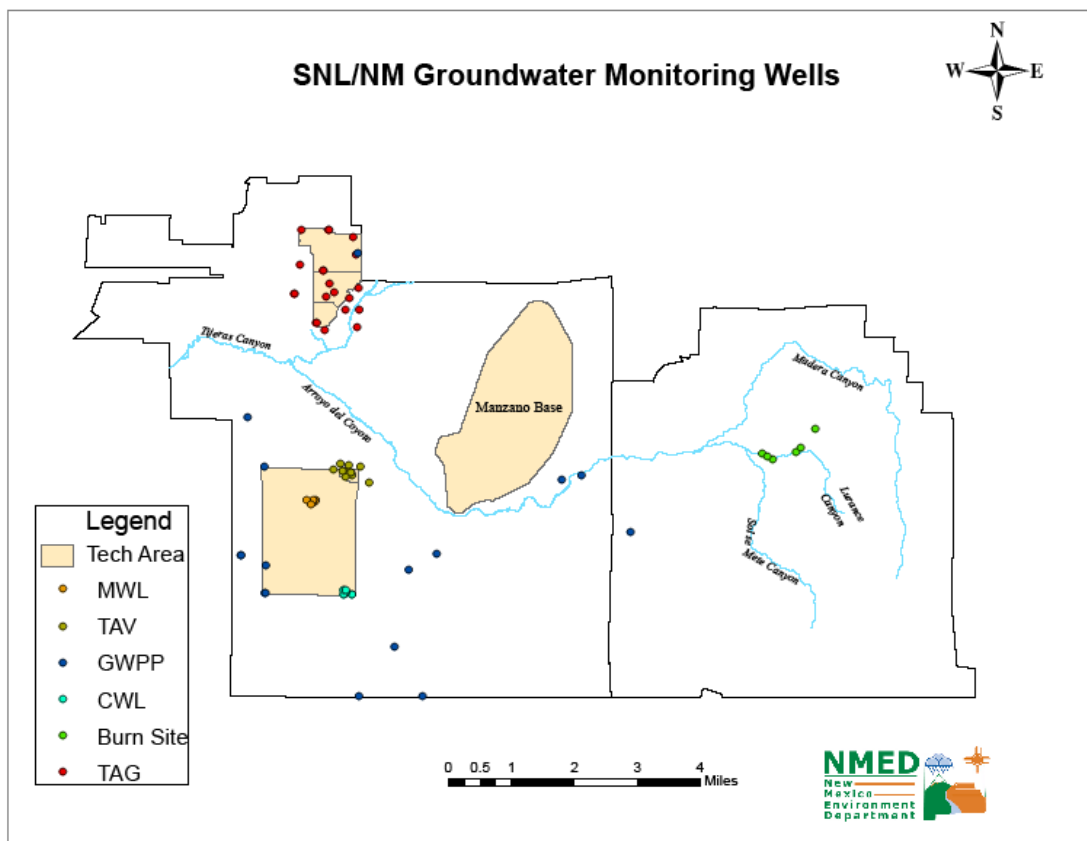 N
W E
S
SNL/NM Groundwater Monitoring Wells
Tijeras Canyon
Arroyo del Coyote
Manzano Base
Madera Canyon
Lurance
Canyon
Sol se Mete Canyon
Legend
Tech Area
MWL
TAV
GWPP
CWL
Burn Site
TAG
0 0.5 1 2 3 4
Miles
NMED
New
Mexico
Environment
Department